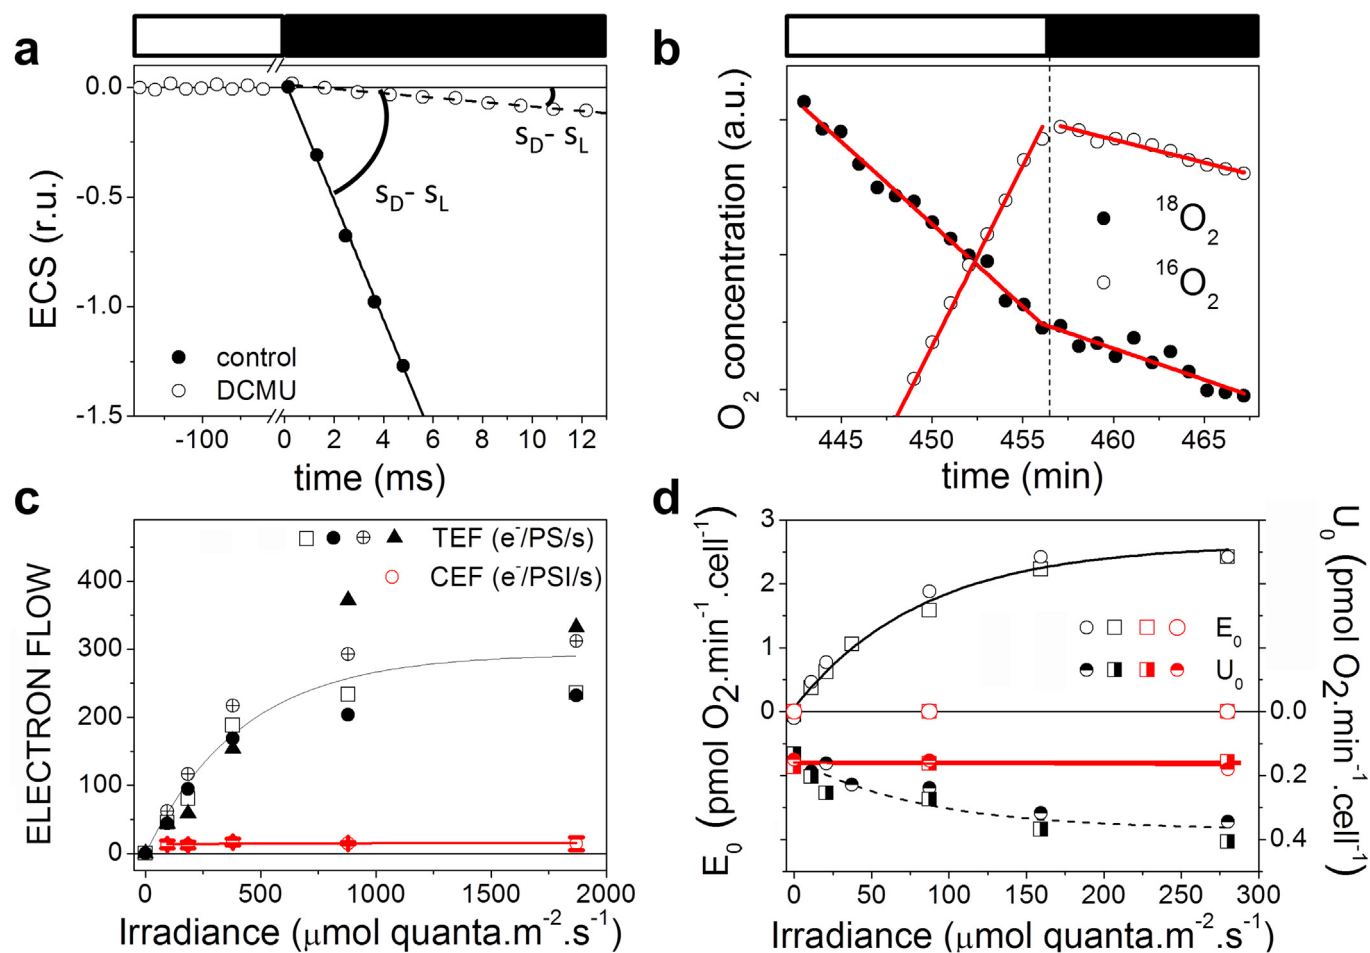 a
0.0
-0.5
-1.0
-1.5
ECS (r.u.)
S_D- S_L
S_D- S_L
control
DCMU
-100 0 2 4 6 8 10 12
time (ms)
b
O₂ concentration (a.u.)
¹⁸O₂
¹⁶O₂
445 450 455 460 465
time (min)
c
ELECTRON FLOW
TEF (e⁻/PS/s)
CEF (e⁻/PSI/s)
400
300
200
100
0
0 500 1000 1500 2000
Irradiance (μmol quanta.m⁻².s⁻¹)
d
E₀ (pmol O₂.min⁻¹.cell⁻¹)
3
2
1
0
E₀
U₀
0.0
0.2
0.4
U₀ (pmol O₂.min⁻¹.cell⁻¹)
0 50 100 150 200 250 300
Irradiance (μmol quanta.m⁻².s⁻¹)